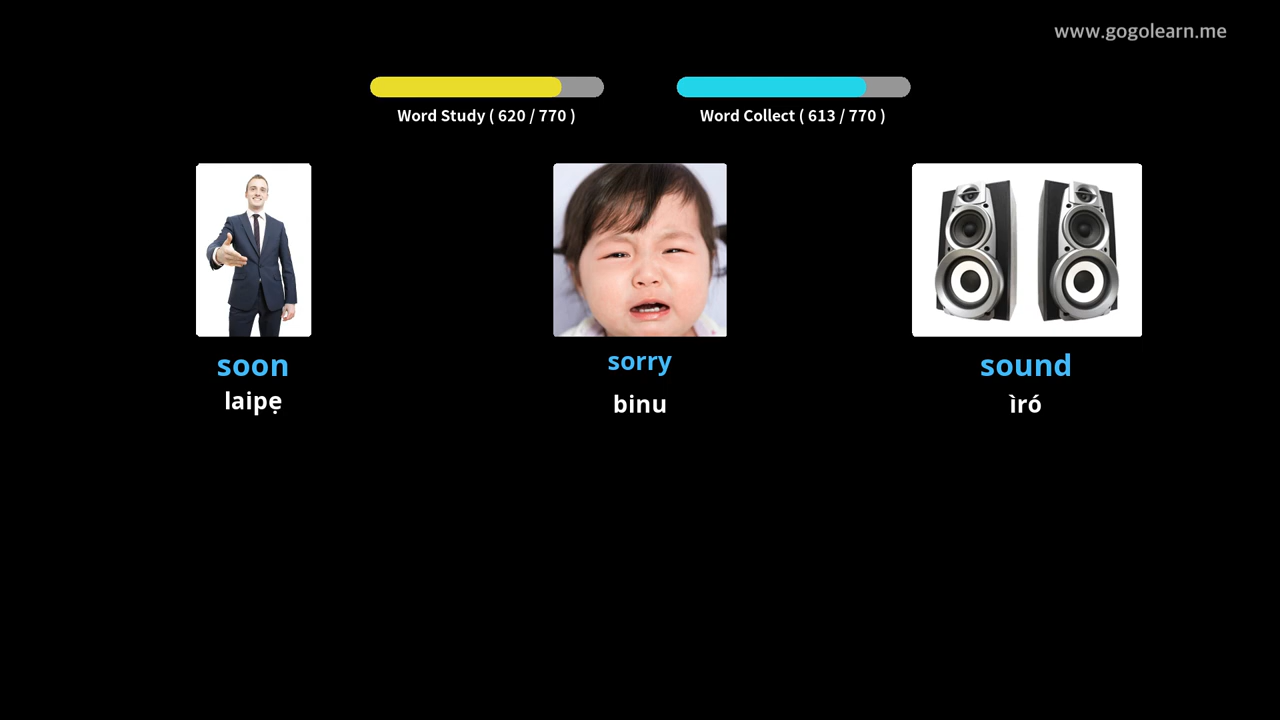 www.gogolearn.me
Word Study ( 620 / 770 )
Word Collect ( 613 / 770 )
soon
laipẹ
sorry
binu
sound
ìró